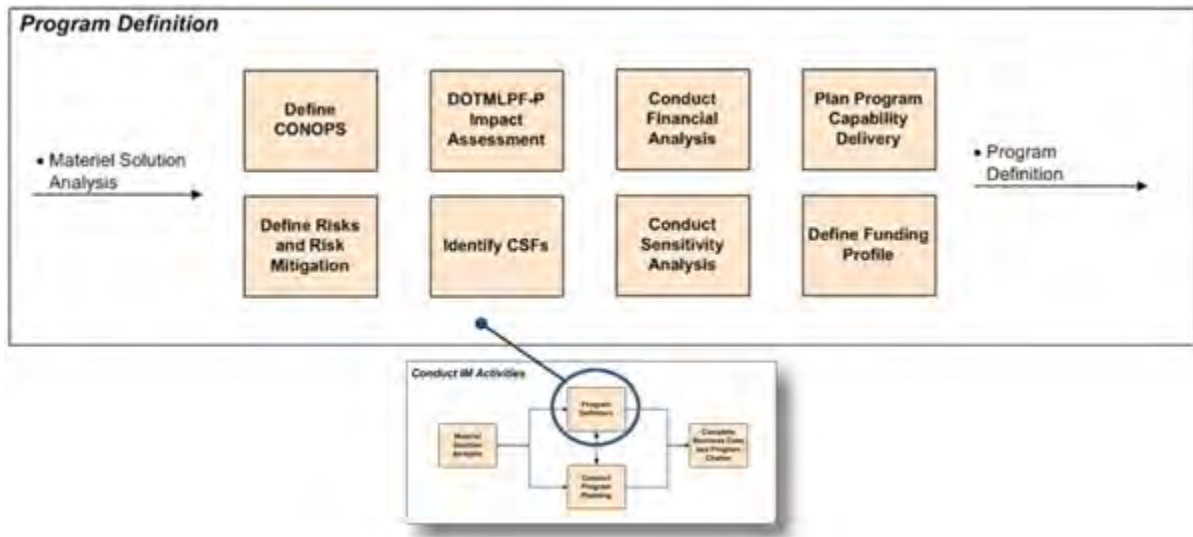 Program Definition
Define
CONOPS
DOTMLPF-P
Impact
Assessment
Conduct
Financial
Analysis
Plan Program
Capability
Delivery
• Materiel Solution
Analysis
• Program
Definition
Define Risks
and Risk
Mitigation
Identify CSFs
Conduct
Sensitivity
Analysis
Define Funding
Profile
Conduct IM Activities
Program
Definition
Materiel
Solution
Analysis
Complete
Business Case
and Program
Charter
Conduct
Program
Planning